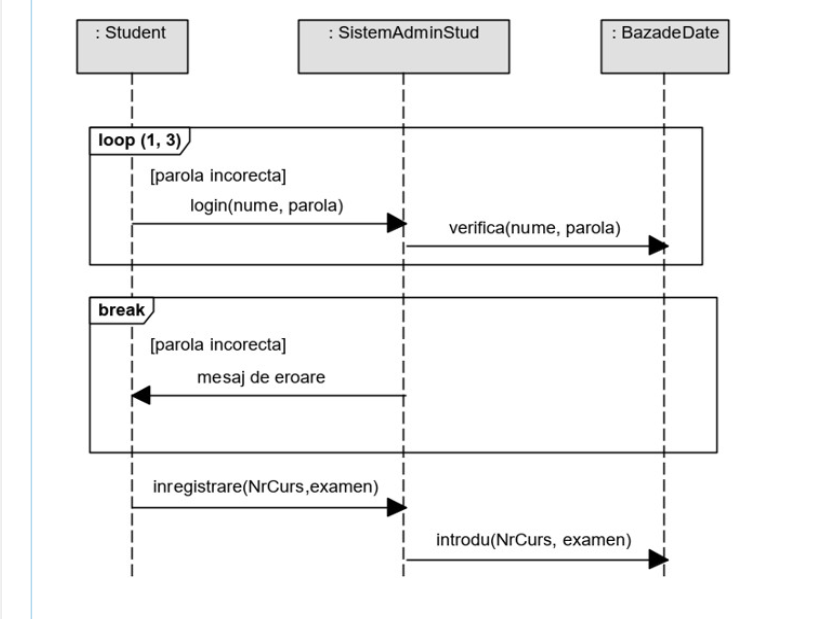 : Student
: SistemAdminStud
: BazadeDate
loop (1, 3)
[parola incorecta]
login(nume, parola)
verifica(nume, parola)
break
[parola incorecta]
mesaj de eroare
inregistrare(NrCurs,examen)
introdu(NrCurs, examen)